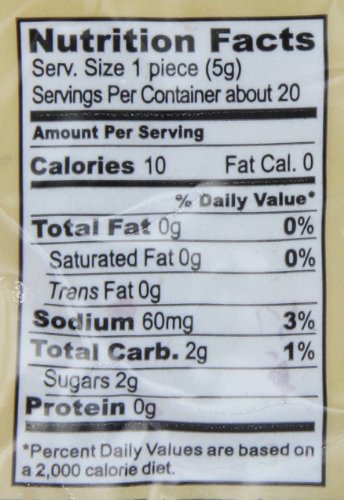 Nutrition Facts
Serv. Size 1 piece (5g)
Servings Per Container about 20
Amount Per Serving
Calories 10 Fat Cal. 0
% Daily Value*
Total Fat 0g 0%
Saturated Fat 0g 0%
Trans Fat 0g
Sodium 60mg 3%
Total Carb. 2g 1%
Sugars 2g
Protein 0g
*Percent Daily Values are based on
a 2,000 calorie diet.